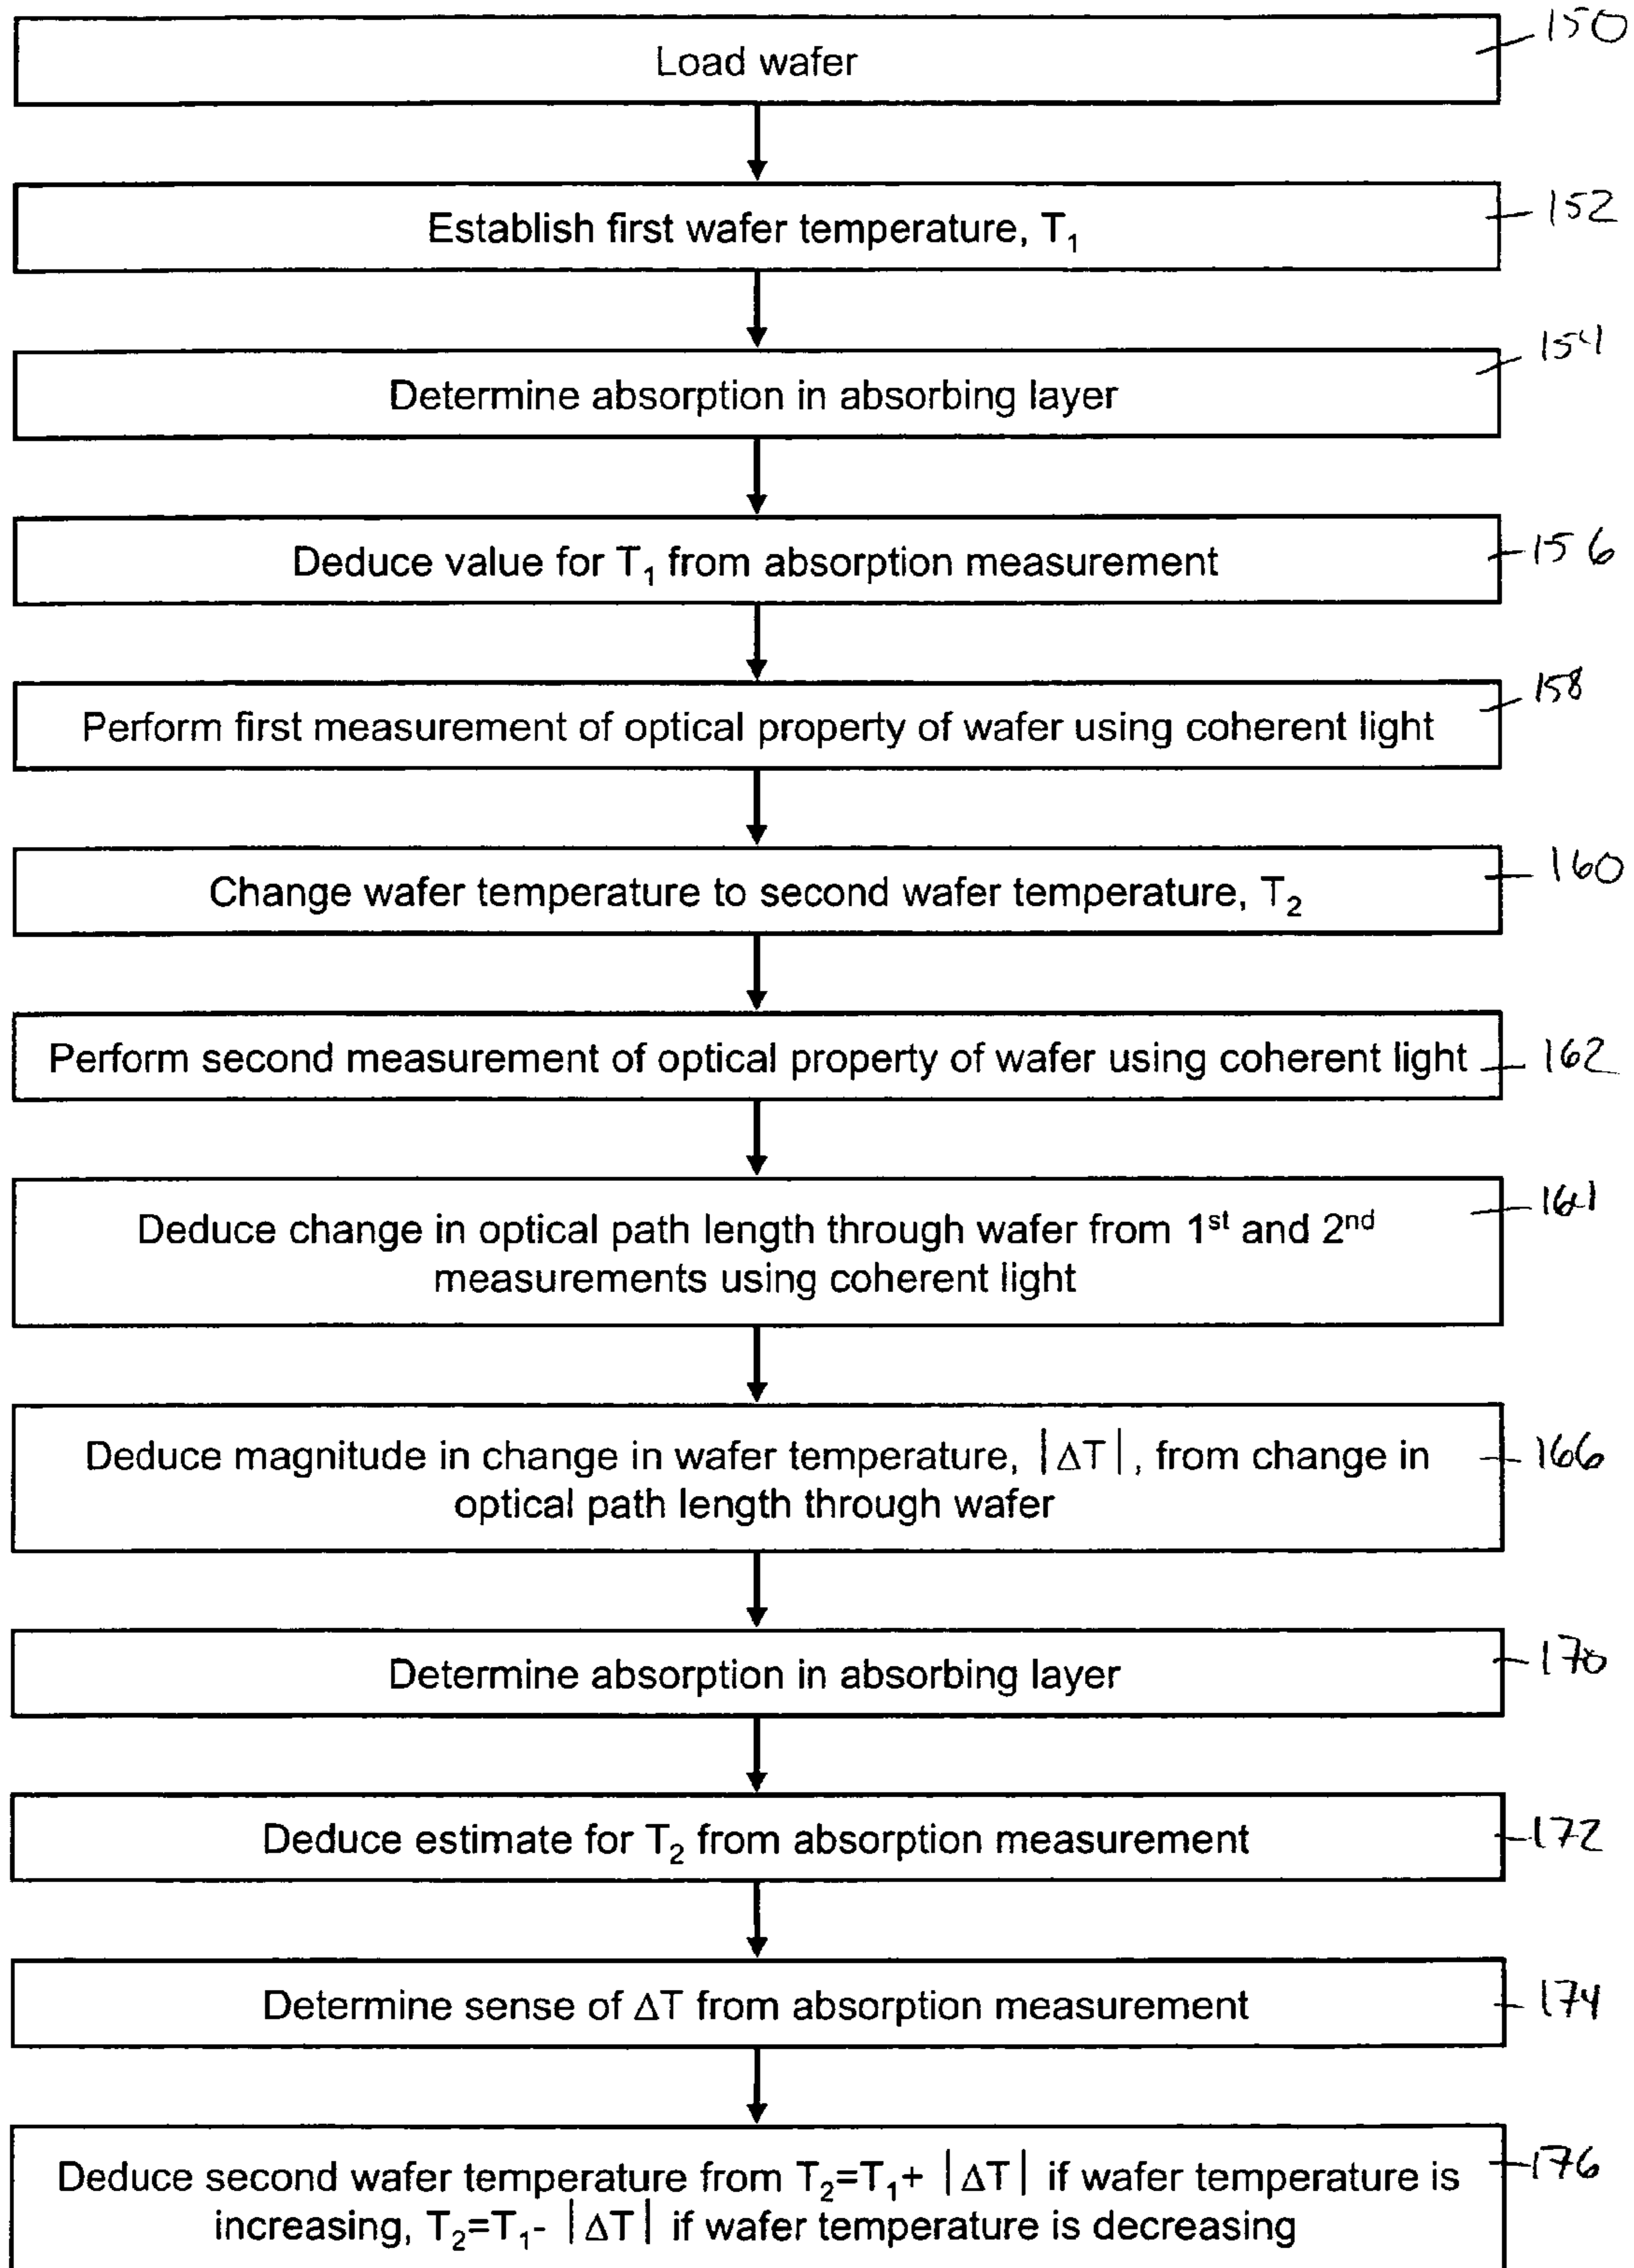 Load wafer
150
Establish first wafer temperature, T₁
152
Determine absorption in absorbing layer
154
Deduce value for T₁ from absorption measurement
156
Perform first measurement of optical property of wafer using coherent light
158
Change wafer temperature to second wafer temperature, T₂
160
Perform second measurement of optical property of wafer using coherent light
162
Deduce change in optical path length through wafer from 1ˢᵗ and 2ⁿᵈ
measurements using coherent light
164
Deduce magnitude in change in wafer temperature, |ΔT|, from change in
optical path length through wafer
166
Determine absorption in absorbing layer
170
Deduce estimate for T₂ from absorption measurement
172
Determine sense of ΔT from absorption measurement
174
Deduce second wafer temperature from T₂=T₁+ |ΔT| if wafer temperature is
increasing, T₂=T₁- |ΔT| if wafer temperature is decreasing
176